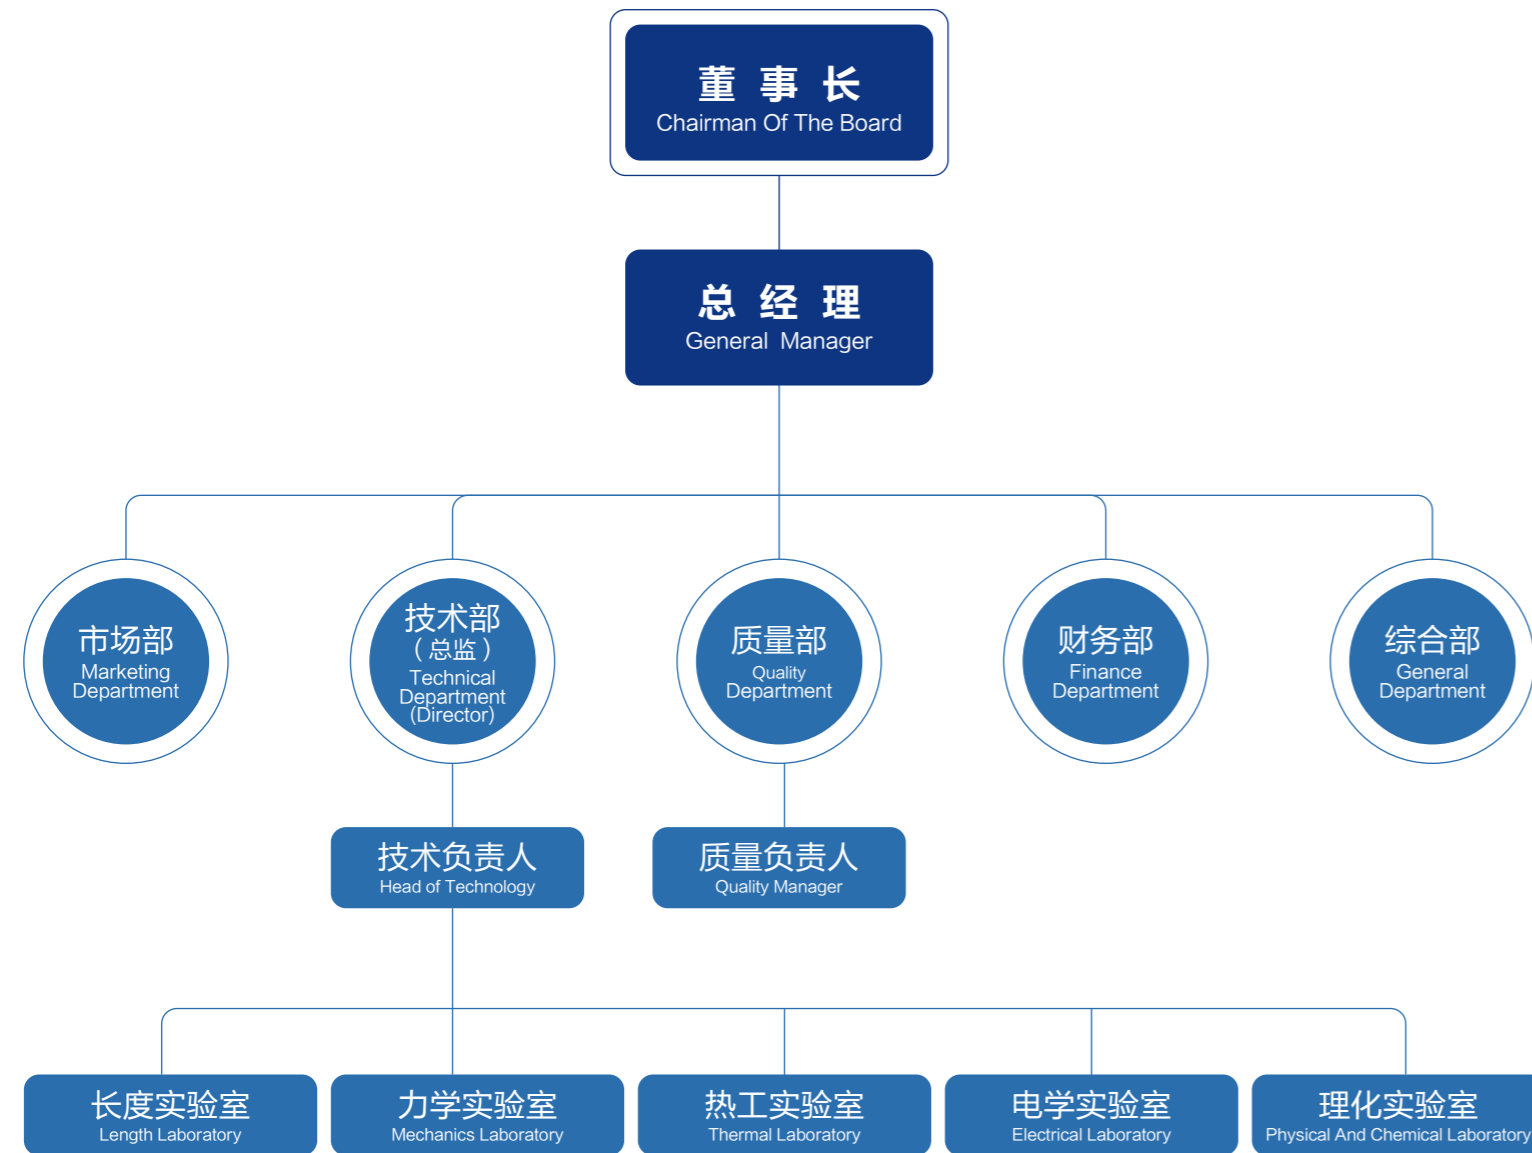 董事长
Chairman Of The Board
总经理
General Manager
市场部
Marketing
Department
技术部
（总监）
Technical
Department
(Director)
质量部
Quality
Department
财务部
Finance
Department
综合部
General
Department
技术负责人
Head of Technology
质量负责人
Quality Manager
长度实验室
Length Laboratory
力学实验室
Mechanics Laboratory
热工实验室
Thermal Laboratory
电学实验室
Electrical Laboratory
理化实验室
Physical And Chemical Laboratory